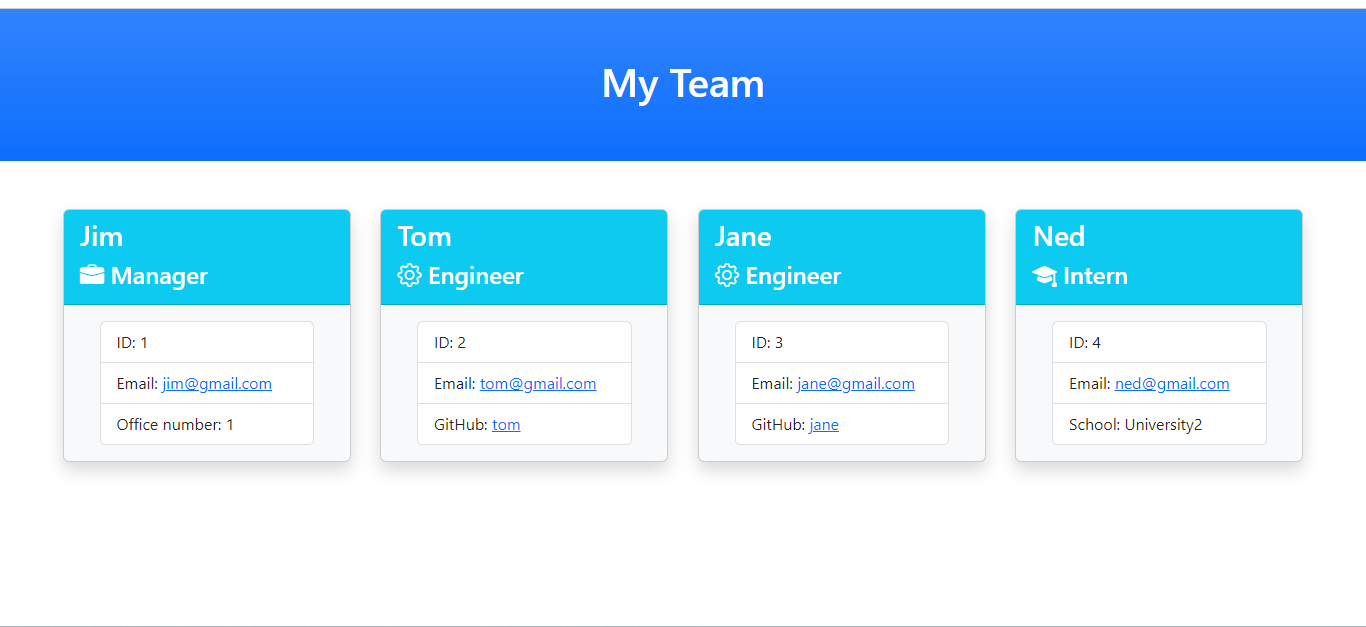 My Team
Jim
Manager
ID: 1
Email: jim@gmail.com
Office number: 1
Tom
Engineer
ID: 2
Email: tom@gmail.com
GitHub: tom
Jane
Engineer
ID: 3
Email: jane@gmail.com
GitHub: jane
Ned
Intern
ID: 4
Email: ned@gmail.com
School: University2